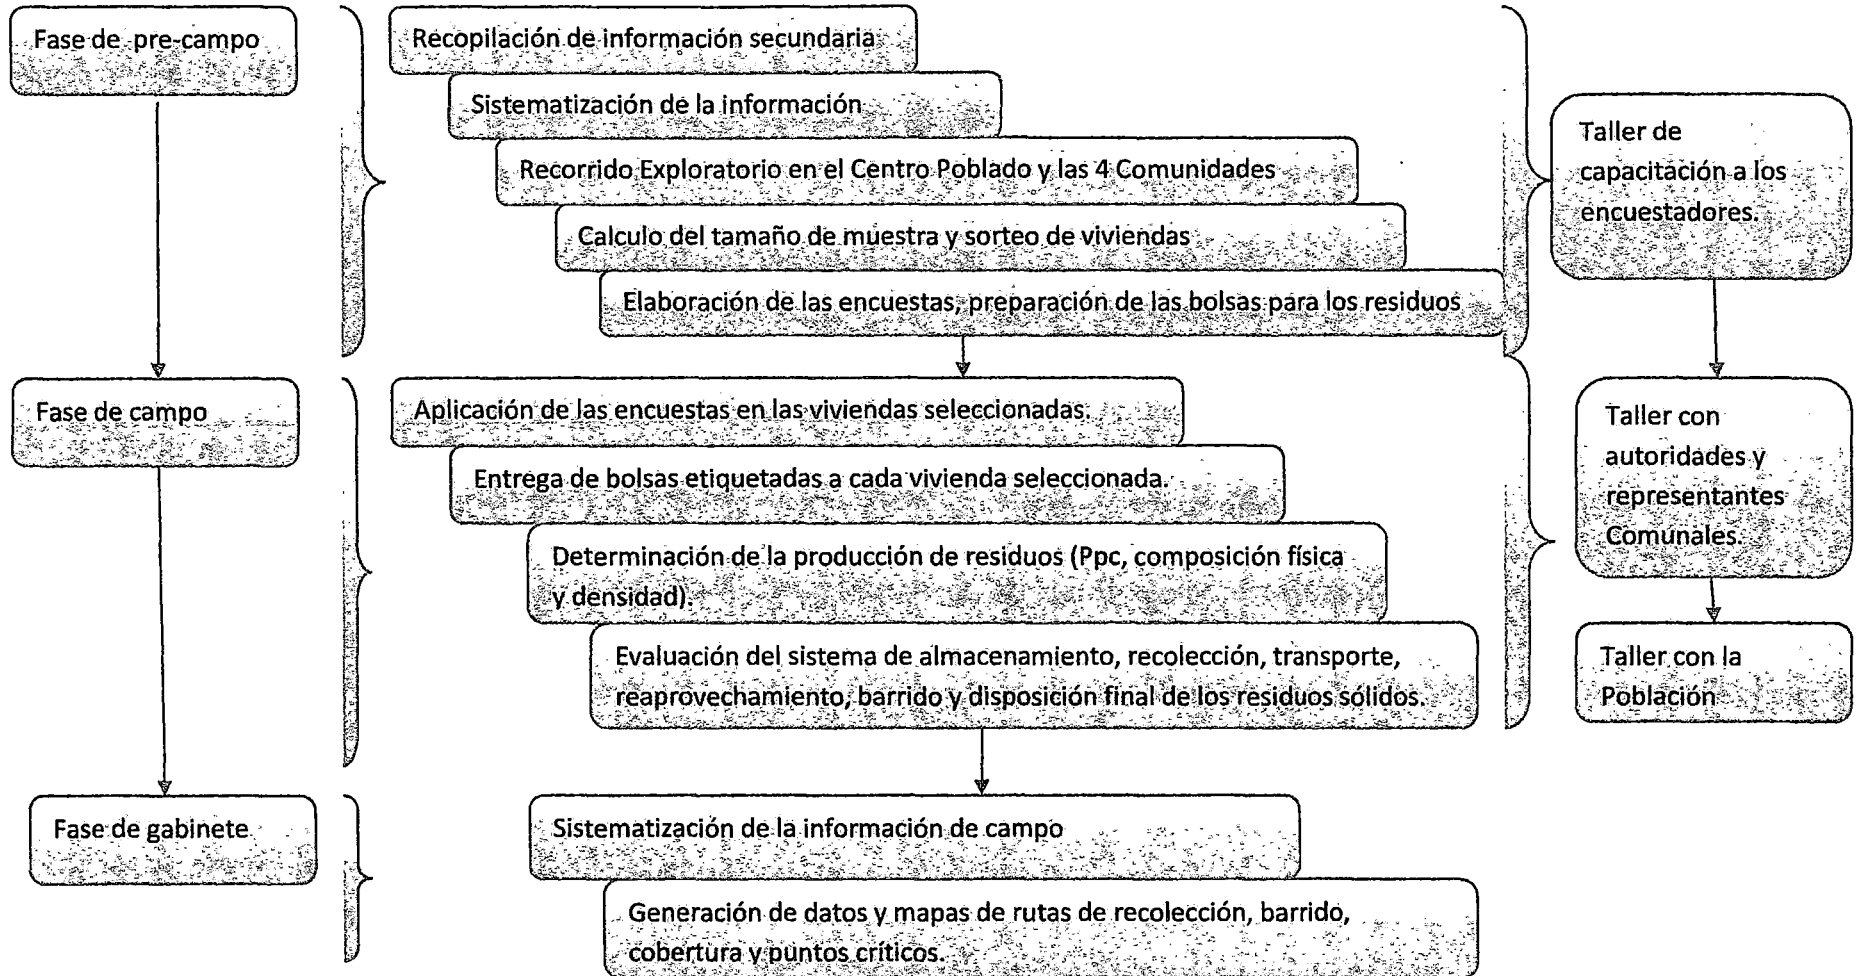 Fase de pre-campo
Recopilación de información secundaria
Sistematización de la información
Recorrido Exploratorio en el Centro Poblado y las 4 Comunidades
Calculo del tamaño de muestra y sorteo de viviendas
Elaboración de las encuestas, preparación de las bolsas para los residuos
Taller de
capacitación a los
encuestadores.
Fase de campo
Aplicación de las encuestas en las viviendas seleccionadas.
Entrega de bolsas etiquetadas a cada vivienda seleccionada.
Determinación de la producción de residuos (Ppc, composición física
y densidad).
Evaluación del sistema de almacenamiento, recolección, transporte,
reaprovechamiento, barrido y disposición final de los residuos sólidos.
Taller con
autoridades y
representantes
Comunales.
Taller con la
Población
Fase de gabinete
Sistematización de la información de campo
Generación de datos y mapas de rutas de recolección, barrido,
cobertura y puntos críticos.